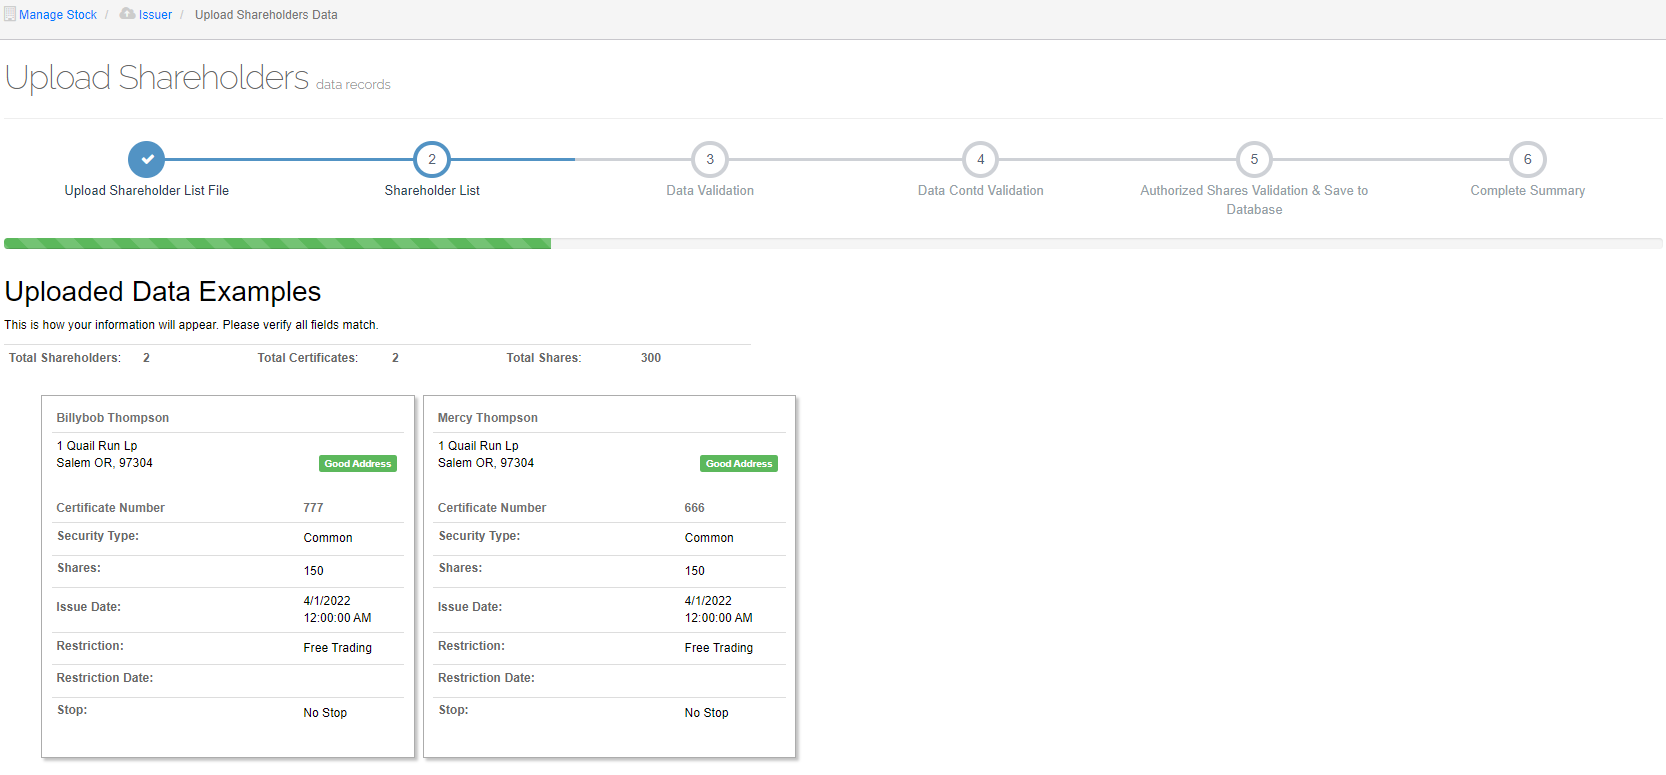 Manage Stock / Issuer / Upload Shareholders Data
Upload Shareholders data records
2 3 4 5 6
Upload Shareholder List File Shareholder List Data Validation Data Contd Validation Authorized Shares Validation & Save to Database Complete Summary
Uploaded Data Examples
This is how your information will appear. Please verify all fields match.
Total Shareholders: 2 Total Certificates: 2 Total Shares: 300
Billybob Thompson
1 Quail Run Lp
Salem OR, 97304
Good Address
Certificate Number 777
Security Type: Common
Shares: 150
Issue Date: 4/1/2022 12:00:00 AM
Restriction: Free Trading
Restriction Date:
Stop: No Stop
Mercy Thompson
1 Quail Run Lp
Salem OR, 97304
Good Address
Certificate Number 666
Security Type: Common
Shares: 150
Issue Date: 4/1/2022 12:00:00 AM
Restriction: Free Trading
Restriction Date:
Stop: No Stop